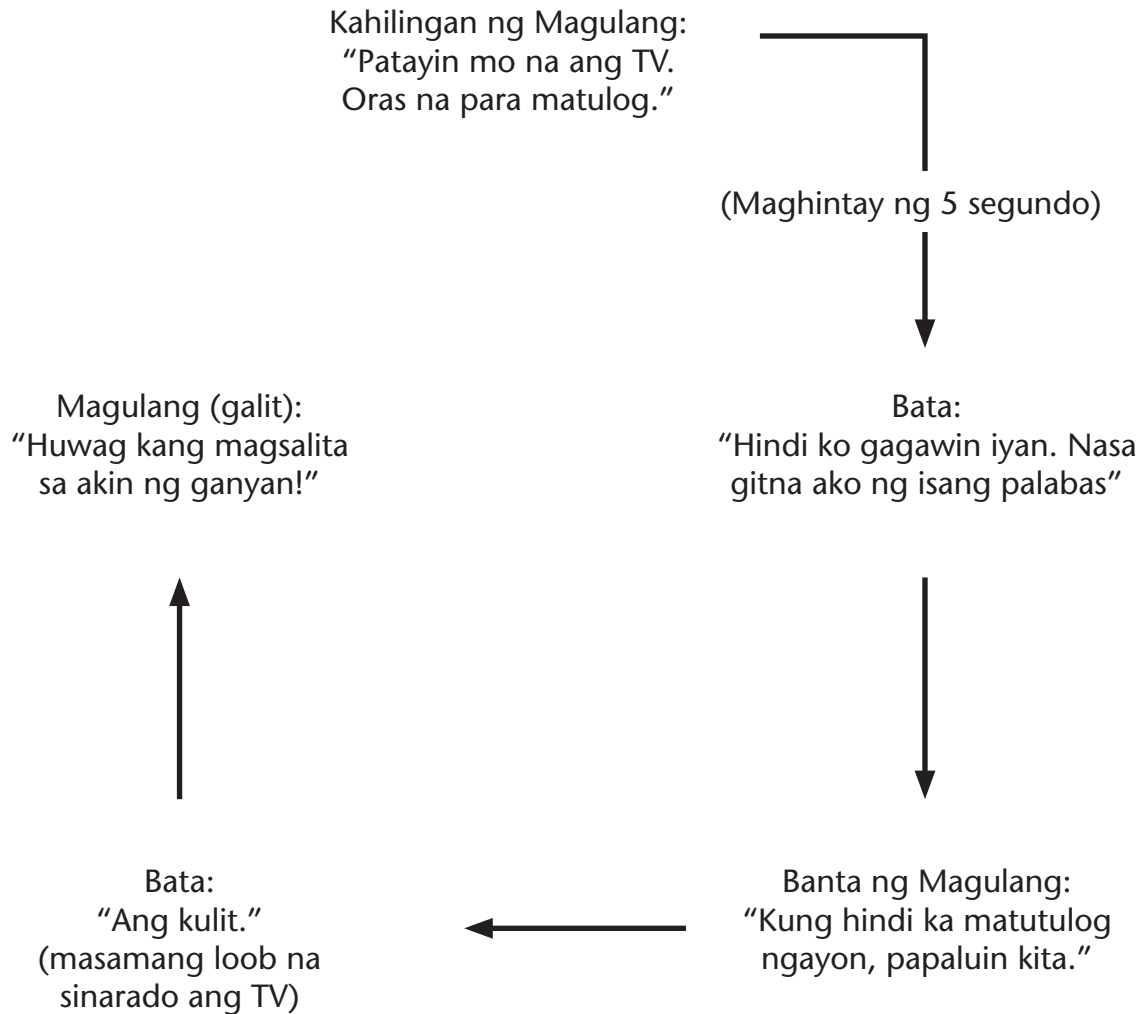 Kahilingan ng Magulang:
“Patayin mo na ang TV.
Oras na para matulog.”
(Maghintay ng 5 segundo)
Bata:
“Hindi ko gagawin iyan. Nasa
gitna ako ng isang palabas”
Banta ng Magulang:
“Kung hindi ka matutulog
ngayon, papaluin kita.”
Bata:
“Ang kulit.”
(masamang loob na
sinarado ang TV)
Magulang (galit):
“Huwag kang magsalita
sa akin ng ganyan!”